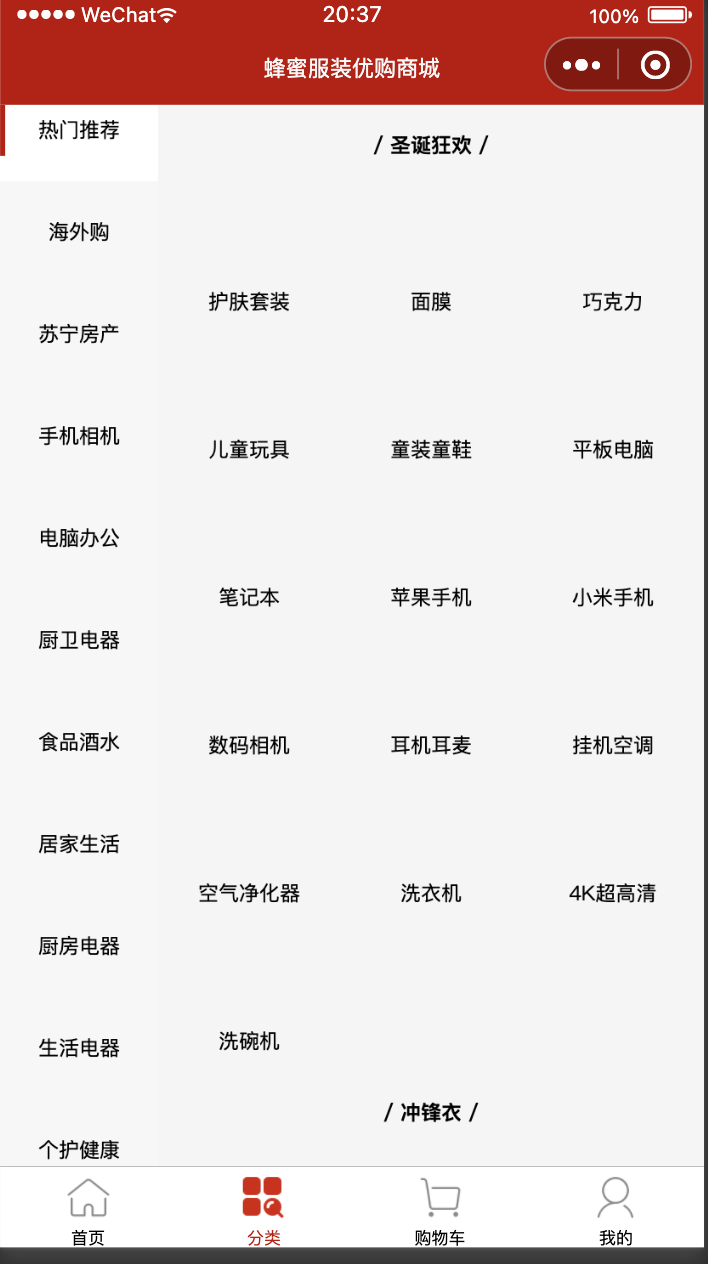 WeChat 20:37 100%
蜂蜜服装优购商城
热门推荐
海外购
苏宁房产
手机相机
电脑办公
厨卫电器
食品酒水
居家生活
厨房电器
生活电器
个护健康
/ 圣诞狂欢 /
护肤套装 面膜 巧克力
儿童玩具 童装童鞋 平板电脑
笔记本 苹果手机 小米手机
数码相机 耳机耳麦 挂机空调
空气净化器 洗衣机 4K超高清
洗碗机
/ 冲锋衣 /
首页 分类 购物车 我的